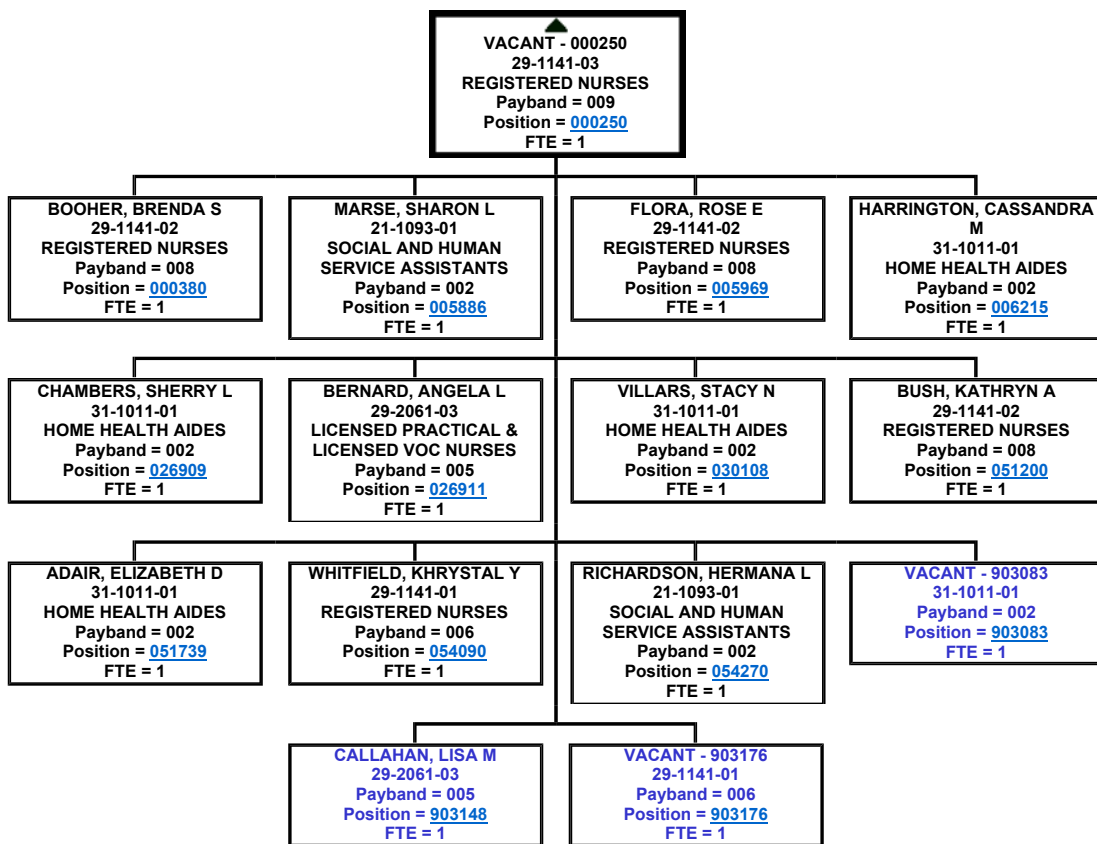 VACANT - 000250
29-1141-03
REGISTERED NURSES
Payband = 009
Position = 000250
FTE = 1
BOOHER, BRENDA S
29-1141-02
REGISTERED NURSES
Payband = 008
Position = 000380
FTE = 1
MARSE, SHARON L
21-1093-01
SOCIAL AND HUMAN
SERVICE ASSISTANTS
Payband = 002
Position = 005886
FTE = 1
FLORA, ROSE E
29-1141-02
REGISTERED NURSES
Payband = 008
Position = 005969
FTE = 1
HARRINGTON, CASSANDRA
M
31-1011-01
HOME HEALTH AIDES
Payband = 002
Position = 006215
FTE = 1
CHAMBERS, SHERRY L
31-1011-01
HOME HEALTH AIDES
Payband = 002
Position = 026909
FTE = 1
BERNARD, ANGELA L
29-2061-03
LICENSED PRACTICAL &
LICENSED VOC NURSES
Payband = 005
Position = 026911
FTE = 1
VILLARS, STACY N
31-1011-01
HOME HEALTH AIDES
Payband = 002
Position = 030108
FTE = 1
BUSH, KATHRYN A
29-1141-02
REGISTERED NURSES
Payband = 008
Position = 051200
FTE = 1
ADAIR, ELIZABETH D
31-1011-01
HOME HEALTH AIDES
Payband = 002
Position = 051739
FTE = 1
WHITFIELD, KHRYSTAL Y
29-1141-01
REGISTERED NURSES
Payband = 006
Position = 054090
FTE = 1
RICHARDSON, HERMANA L
21-1093-01
SOCIAL AND HUMAN
SERVICE ASSISTANTS
Payband = 002
Position = 054270
FTE = 1
VACANT - 903083
31-1011-01
Payband = 002
Position = 903083
FTE = 1
CALLAHAN, LISA M
29-2061-03
Payband = 005
Position = 903148
FTE = 1
VACANT - 903176
29-1141-01
Payband = 006
Position = 903176
FTE = 1